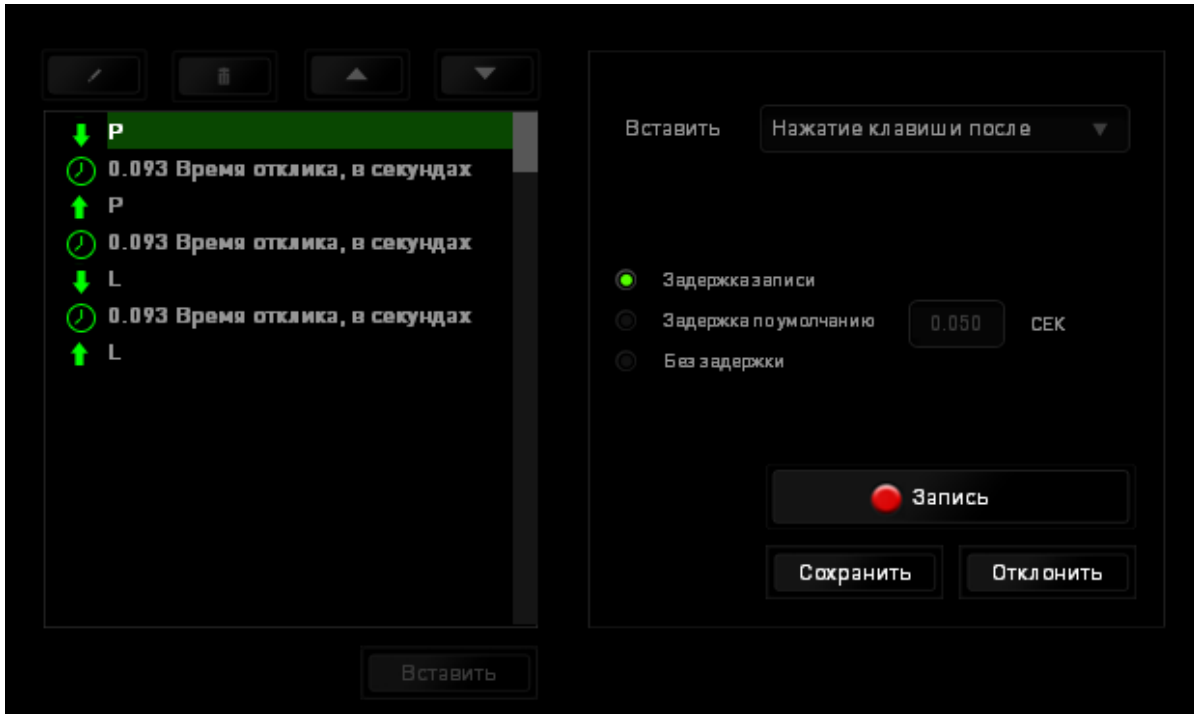 P
0.093 Время отклика, в секундах
P
0.093 Время отклика, в секундах
L
0.093 Время отклика, в секундах
L
Вставить
Вставить Нажатие клавиши после
Задержка записи
Задержка по умолчанию 0.050 СЕК
Без задержки
Запись
Сохранить Отклонить